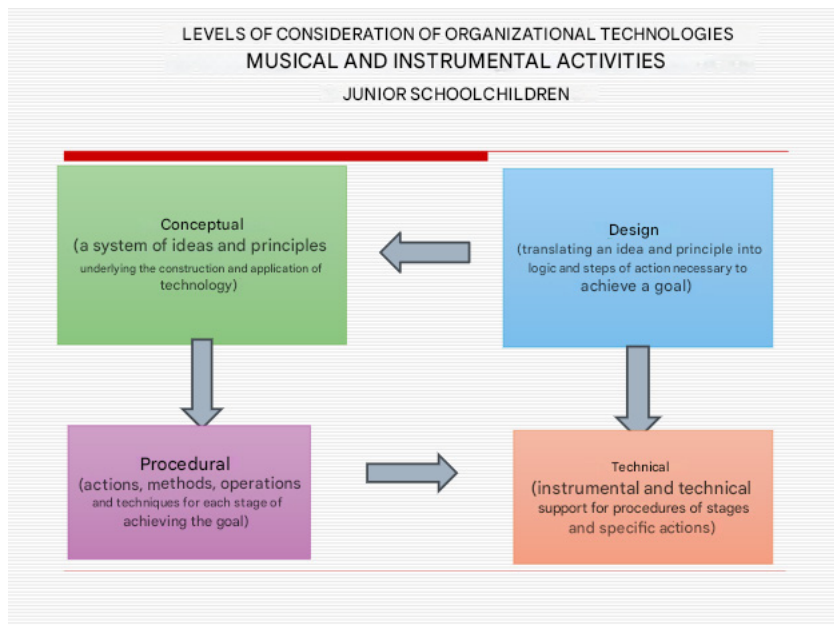 LEVELS OF CONSIDERATION OF ORGANIZATIONAL TECHNOLOGIES
MUSICAL AND INSTRUMENTAL ACTIVITIES
JUNIOR SCHOOLCHILDREN
Conceptual
(a system of ideas and principles
underlying the construction and application of
technology)
Design
(translating an idea and principle into
logic and steps of action necessary to
achieve a goal)
Procedural
(actions, methods, operations
and techniques for each stage of
achieving the goal)
Technical
(instrumental and technical
support for procedures of stages
and specific actions)